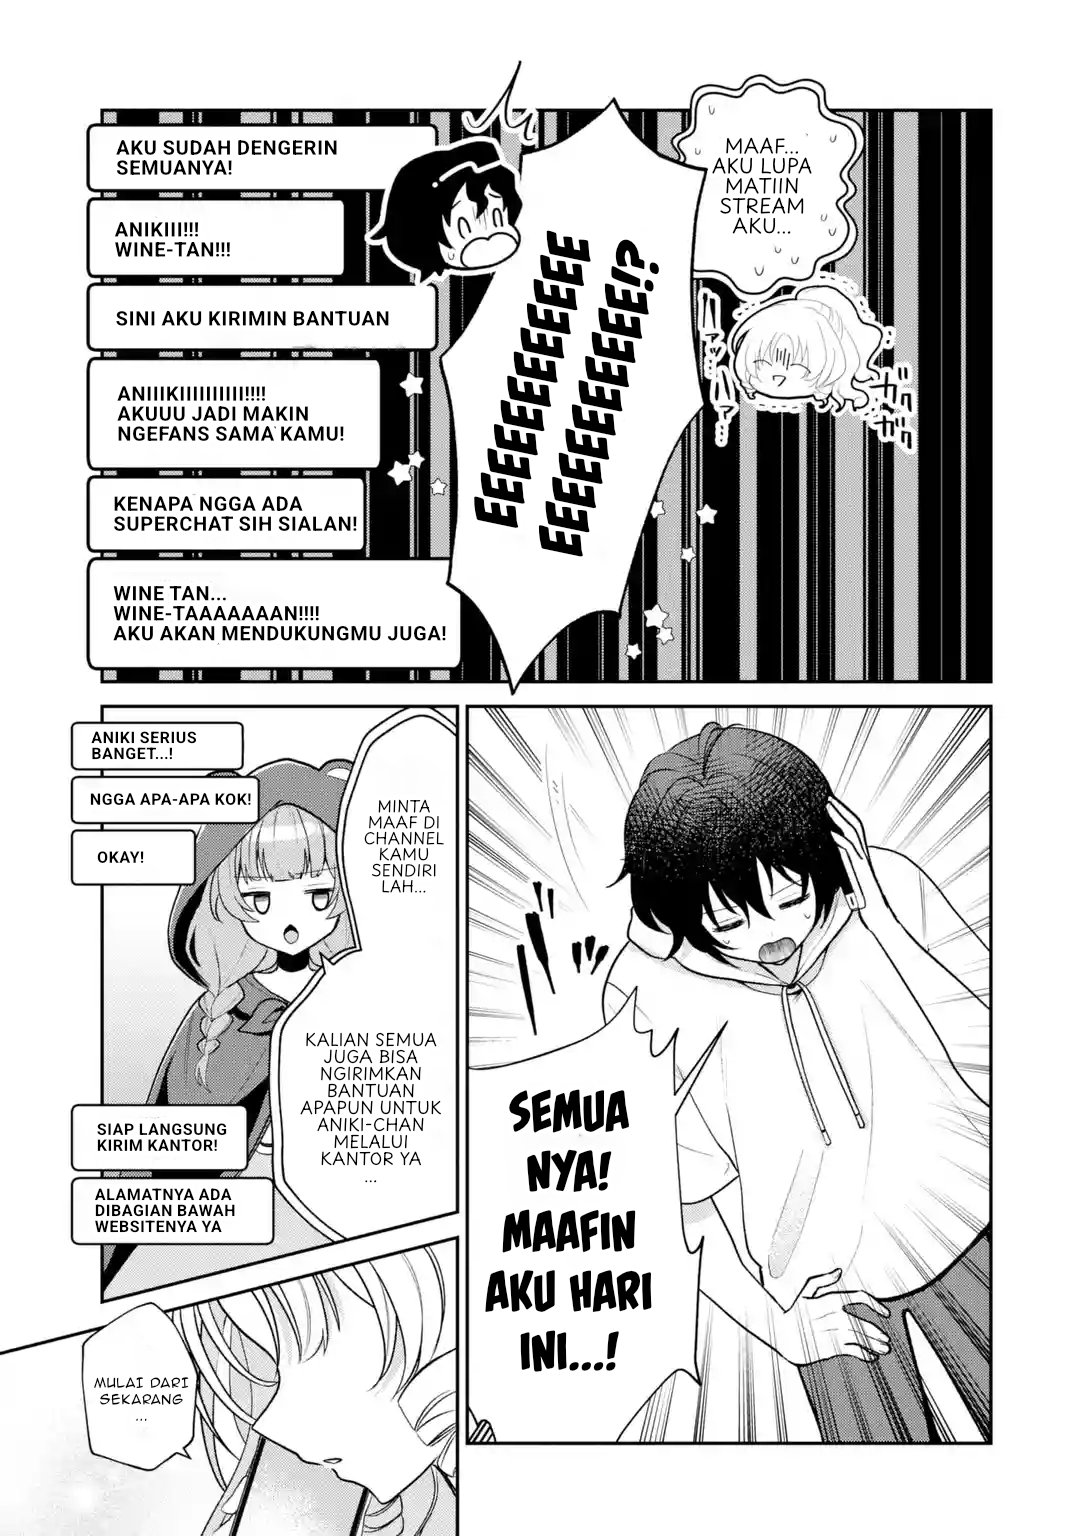 MAAF...
AKU LUPA
MATIIN
STREAM
AKU...
EEEEEEEEEE
EEEEEEEEEE!?
AKU SUDAH DENGERIN
SEMUANYA!
ANIKIII!!!
WINE-TAN!!!
SINI AKU KIRIMIN BANTUAN
ANIIIKIIIIIIIIIII!!!!
AKUUU JADI MAKIN
NGEFANS SAMA KAMU!
KENAPA NGGA ADA
SUPERCHAT SIH SIALAN!
WINE TAN...
WINE-TAAAAAAAN!!!!
AKU AKAN MENDUKUNGMU JUGA!
SEMUA
NYA!
MAAFIN
AKU HARI
INI...!
ANIKI SERIUS
BANGET...!
NGGA APA-APA KOK!
OKAY!
MINTA
MAAF DI
CHANNEL
KAMU
SENDIRI
LAH...
KALIAN SEMUA
JUGA BISA
NGIRIMKAN
BANTUAN
APAPUN UNTUK
ANIKI-CHAN
MELALUI
KANTOR YA
...
SIAP LANGSUNG
KIRIM KANTOR!
ALAMATNYA ADA
DIBAGIAN BAWAH
WEBSITENYA YA
MULAI DARI
SEKARANG
...